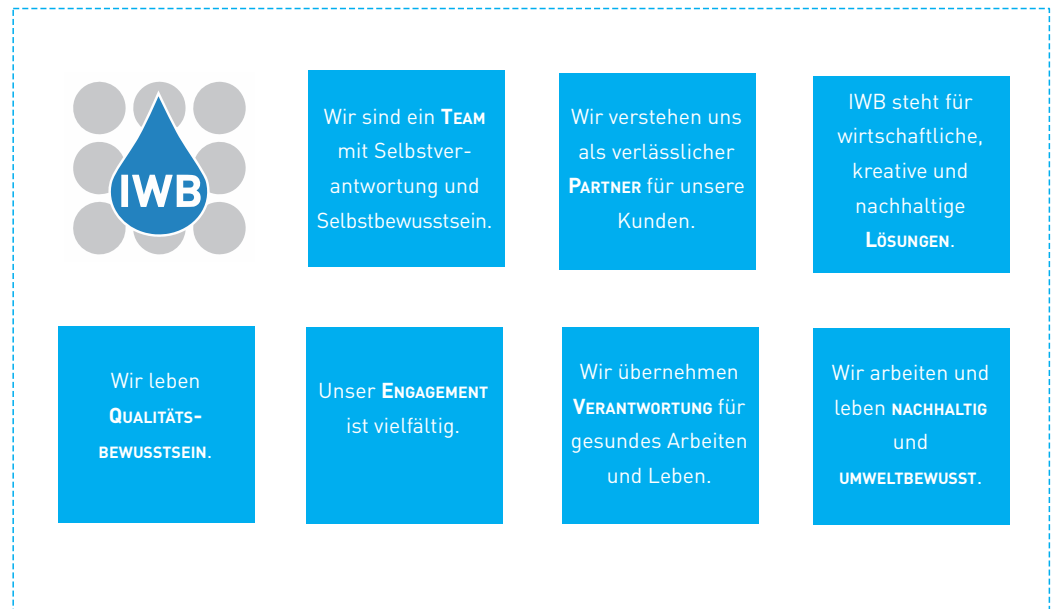 IWB
Wir sind ein TEAM
mit Selbstver-
antwortung und
Selbstbewusstsein.
Wir verstehen uns
als verlässlicher
PARTNER für unsere
Kunden.
IWB steht für
wirtschaftliche,
kreative und
nachhaltige
LÖSUNGEN.
Wir leben
QUALITÄTS-
BEWUSSTSEIN.
Unser ENGAGEMENT
ist vielfältig.
Wir übernehmen
VERANTWORTUNG für
gesundes Arbeiten
und Leben.
Wir arbeiten und
leben NACHHALTIG
und
UMWELTBEWUSST.